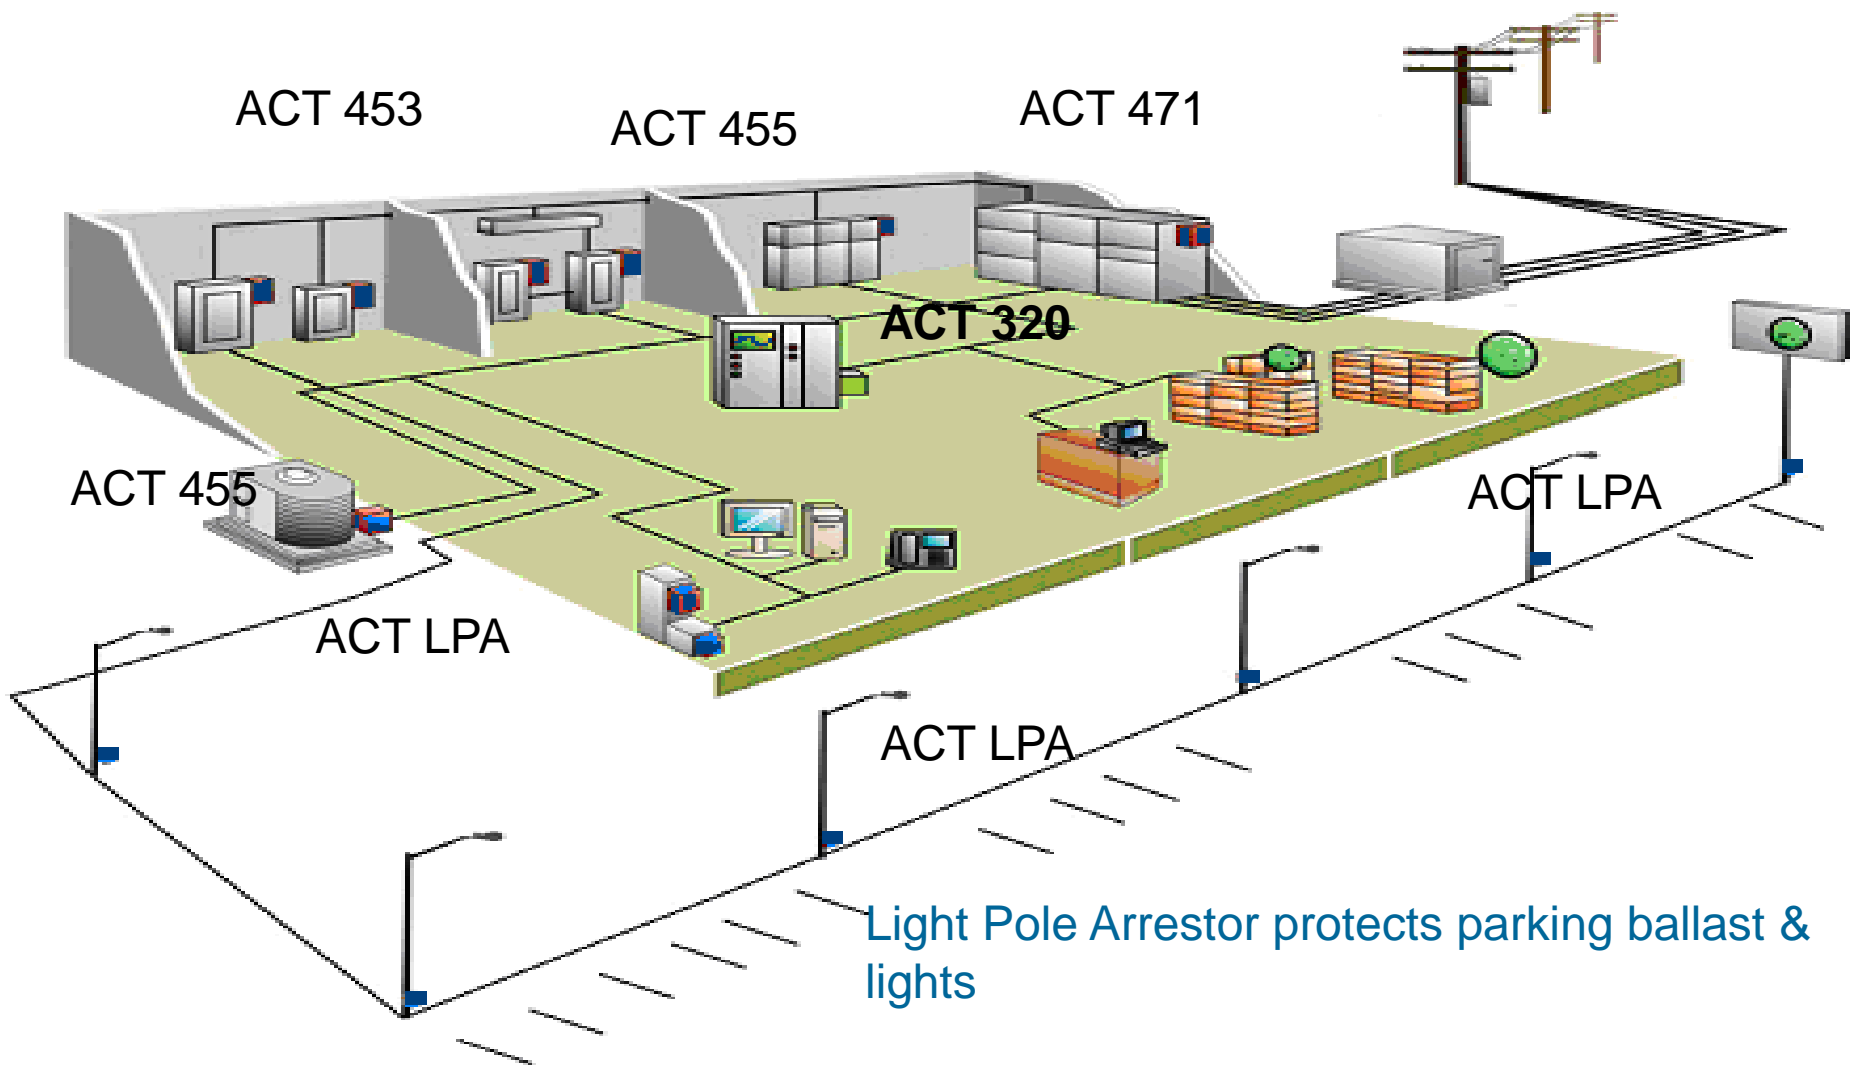 ACT 453
ACT 455
ACT 471
ACT 320
ACT 455
ACT LPA
ACT LPA
ACT LPA
Light Pole Arrestor protects parking ballast &
lights